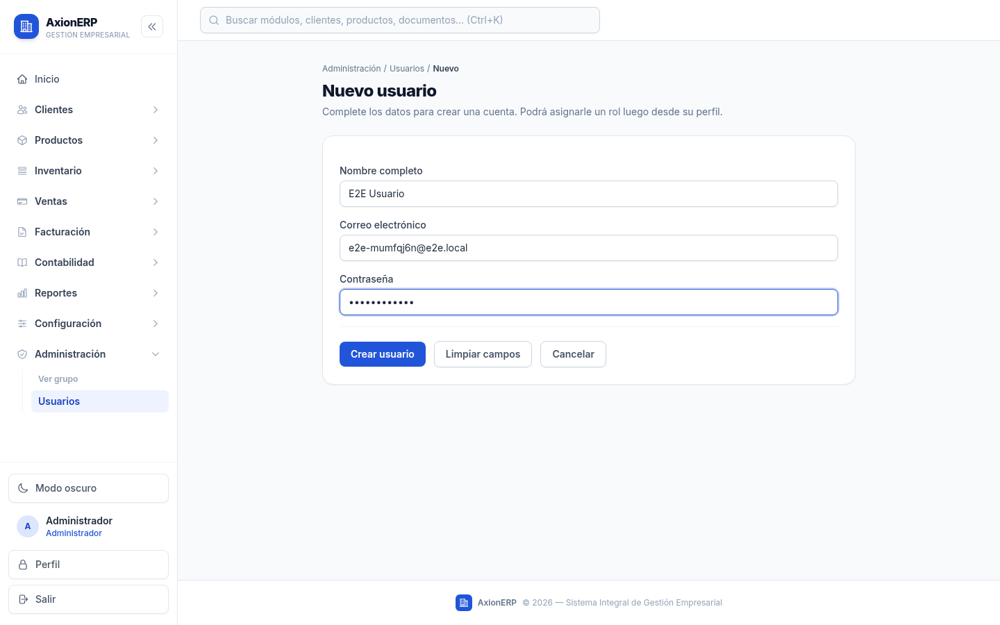 AxionERP
GESTIÓN EMPRESARIAL
Buscar módulos, clientes, productos, documentos... (Ctrl+K)
Inicio
Clientes
Productos
Inventario
Ventas
Facturación
Contabilidad
Reportes
Configuración
Administración
Ver grupo
Usuarios
Modo oscuro
A
Administrador
Administrador
Perfil
Salir
Administración / Usuarios / Nuevo
Nuevo usuario
Complete los datos para crear una cuenta. Podrá asignarle un rol luego desde su perfil.
Nombre completo
E2E Usuario
Correo electrónico
e2e-mumfqj6n@e2e.local
Contraseña
••••••••••••
Crear usuario
Limpiar campos
Cancelar
AxionERP © 2026 — Sistema Integral de Gestión Empresarial